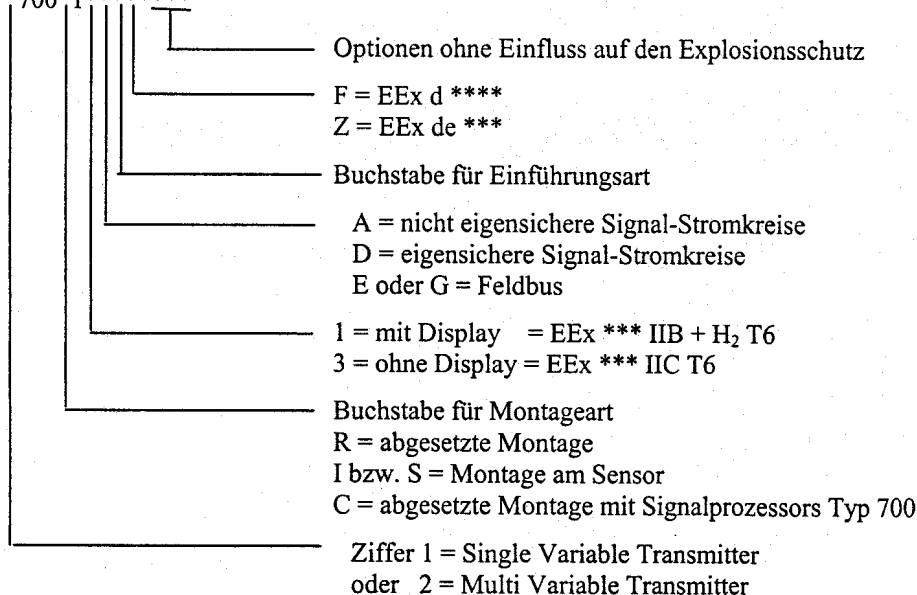 700 1
Optionen ohne Einfluss auf den Explosionsschutz
F = EEx d ****
Z = EEx de ***
Buchstabe für Einführungsart
A = nicht eigensichere Signal-Stromkreise
D = eigensichere Signal-Stromkreise
E oder G = Feldbus
1 = mit Display = EEx *** IIB + H₂ T6
3 = ohne Display = EEx *** IIC T6
Buchstabe für Montageart
R = abgesetzte Montage
I bzw. S = Montage am Sensor
C = abgesetzte Montage mit Signalprozessors Typ 700
Ziffer 1 = Single Variable Transmitter
oder 2 = Multi Variable Transmitter